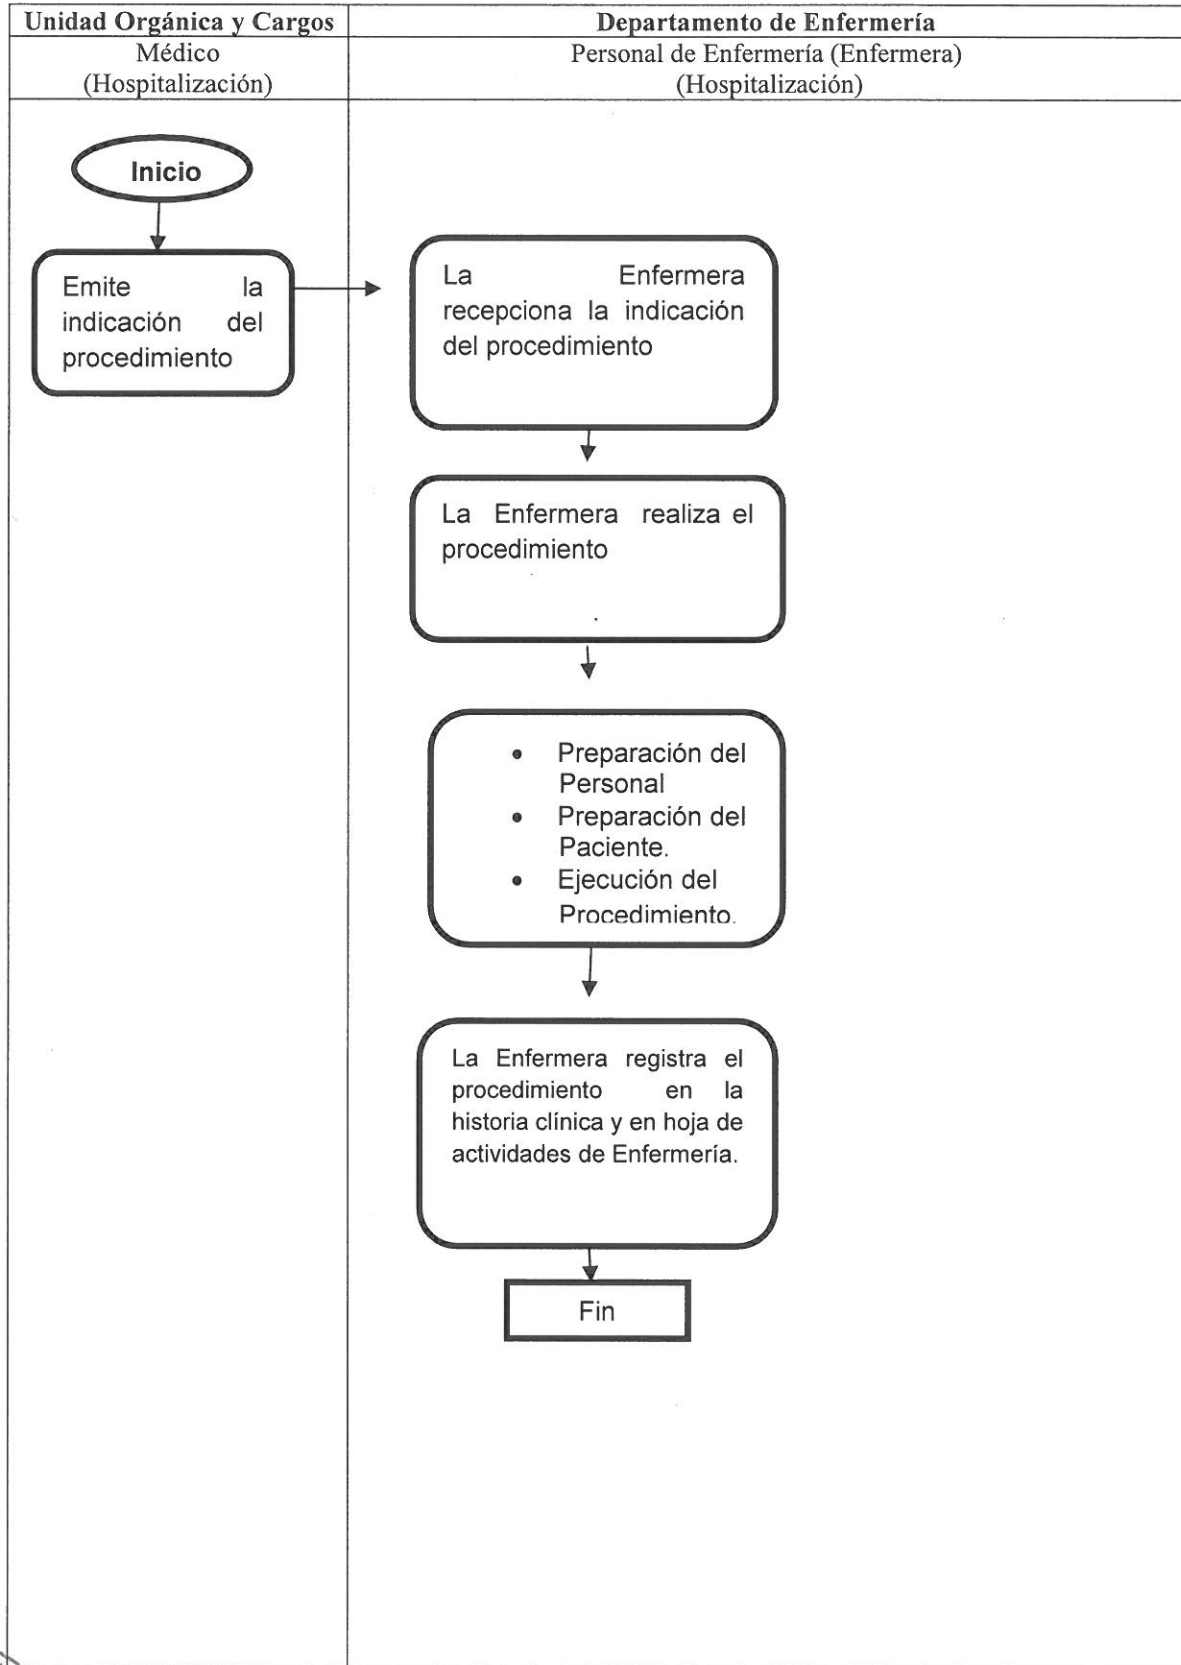 Unidad Orgánica y Cargos
Departamento de Enfermería
Médico
(Hospitalización)
Personal de Enfermería (Enfermera)
(Hospitalización)
Inicio
Emite la
indicación del
procedimiento
La Enfermera
recepciona la indicación
del procedimiento
La Enfermera realiza el
procedimiento
• Preparación del
Personal
• Preparación del
Paciente.
• Ejecución del
Procedimiento.
La Enfermera registra el
procedimiento en la
historia clínica y en hoja de
actividades de Enfermería.
Fin